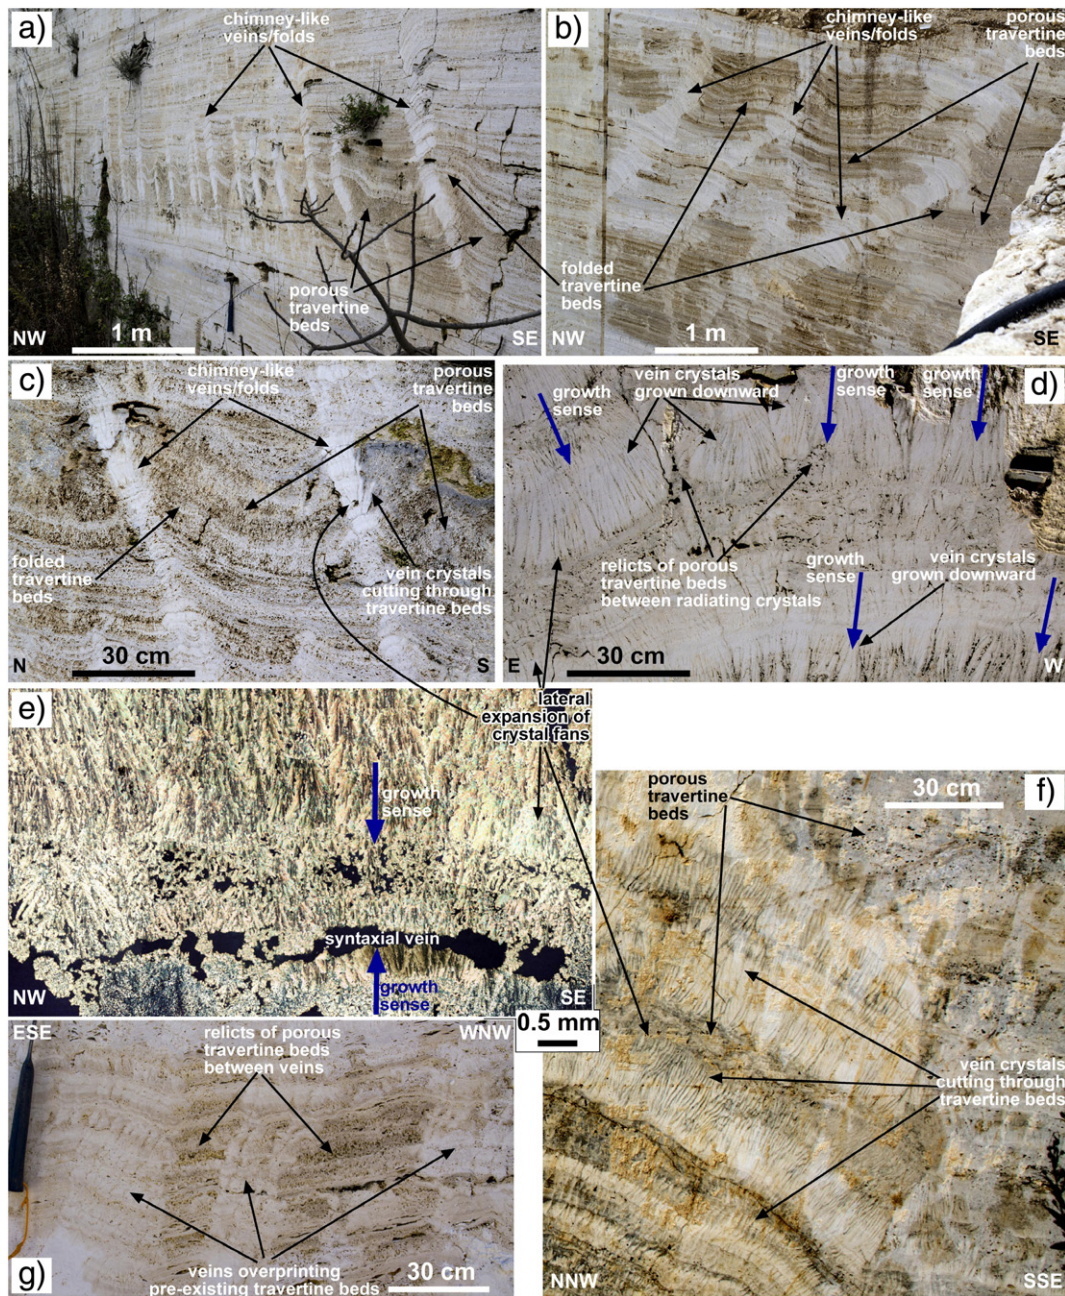 a)
chimney-like
veins/folds
porous
travertine
beds
folded
travertine
beds
NW
1 m
SE
b)
chimney-like
veins/folds
porous
travertine
beds
NW
1 m
SE
c)
chimney-like
veins/folds
porous
travertine
beds
folded
travertine
beds
vein crystals
cutting through
travertine beds
N
30 cm
S
d)
growth
sense
vein crystals
grown downward
growth
sense
growth
sense
relicts of porous
travertine beds
between radiating crystals
growth
sense
vein crystals
grown downward
E
30 cm
W
lateral
expansion of
crystal fans
e)
growth
sense
syntaxial vein
growth
sense
NW
SE
0.5 mm
f)
porous
travertine
beds
30 cm
vein crystals
cutting through
travertine beds
NNW
SSE
ESE
relicts of porous
travertine beds
between veins
WNW
g)
veins overprinting
pre-existing travertine beds
30 cm